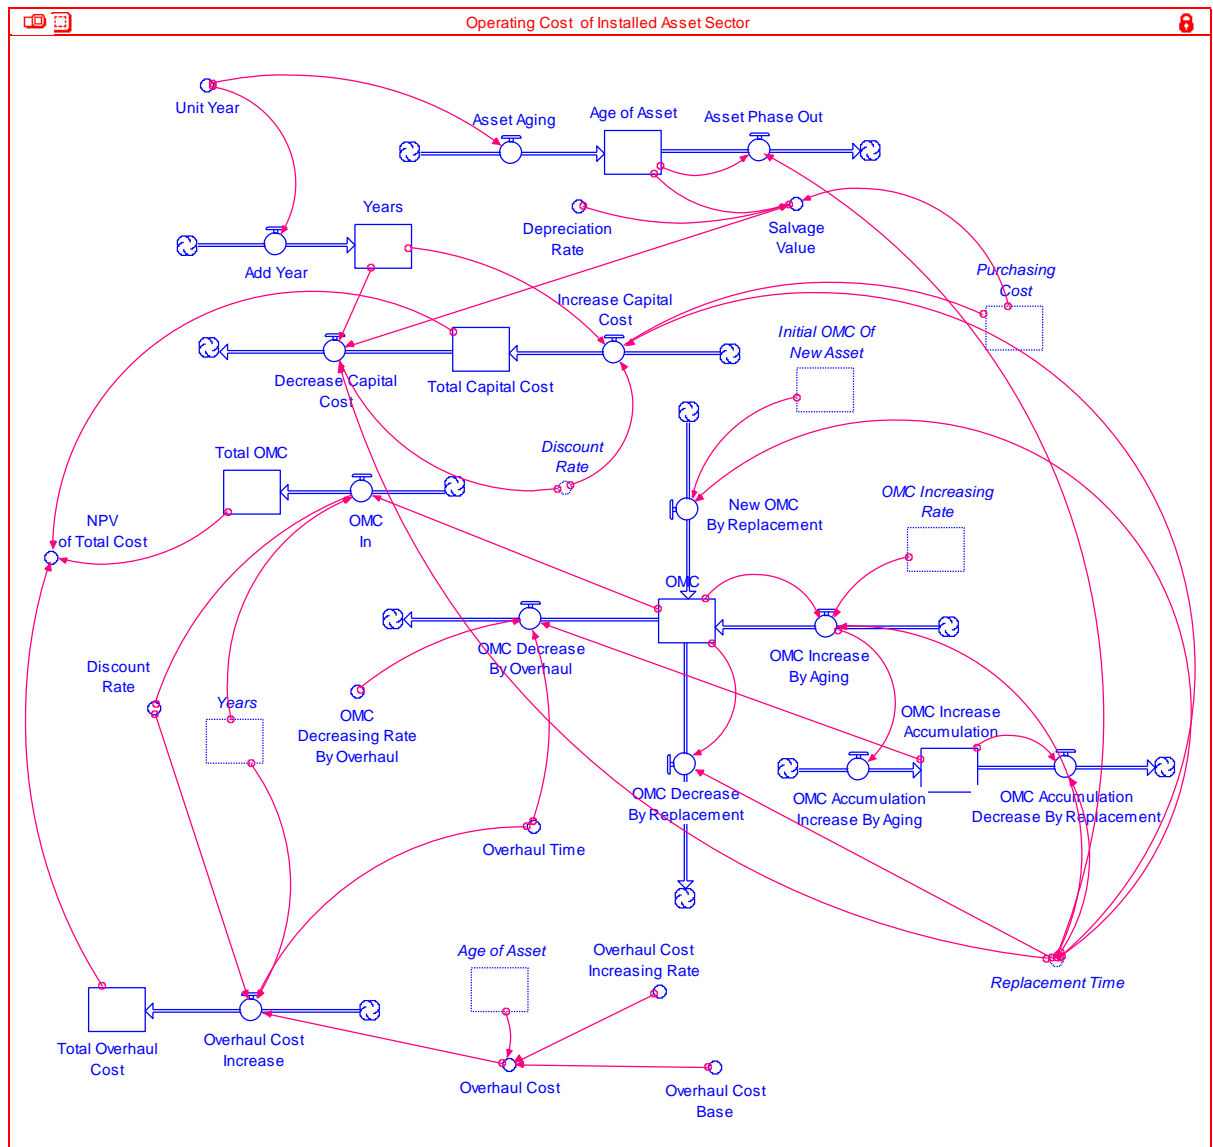 Operating Cost of Installed Asset Sector
Unit Year
Asset Aging
Age of Asset
Asset Phase Out
Years
Depreciation
Rate
Salvage
Value
Add Year
Purchasing
Cost
Increase Capital
Cost
Initial OMC Of
New Asset
Decrease Capital
Cost
Total Capital Cost
Total OMC
Discount
Rate
OMC Increasing
Rate
NPV
of Total Cost
OMC
In
New OMC
By Replacement
OMC
OMC Decrease
By Overhaul
OMC Increase
By Aging
Discount
Rate
Years
OMC
Decreasing Rate
By Overhaul
OMC Increase
Accumulation
OMC Decrease
By Replacement
OMC Accumulation
Increase By Aging
OMC Accumulation
Decrease By Replacement
Overhaul Time
Age of Asset
Overhaul Cost
Increasing Rate
Replacement Time
Total Overhaul
Cost
Overhaul Cost
Increase
Overhaul Cost
Overhaul Cost
Base